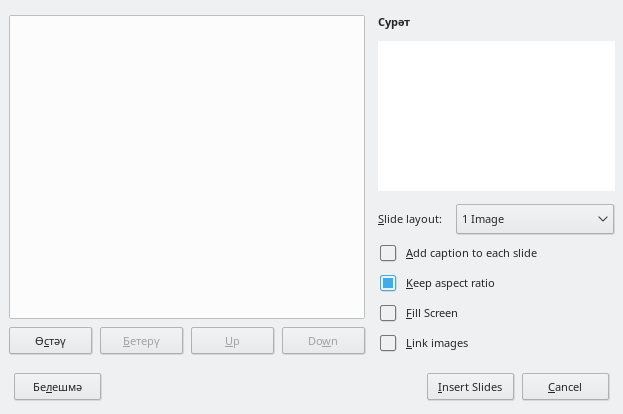 Сурәт
Slide layout: 1 Image
Add caption to each slide
Keep aspect ratio
Fill Screen
Link images
Өстәү Бетерү Up Down
Белешмә Insert Slides Cancel